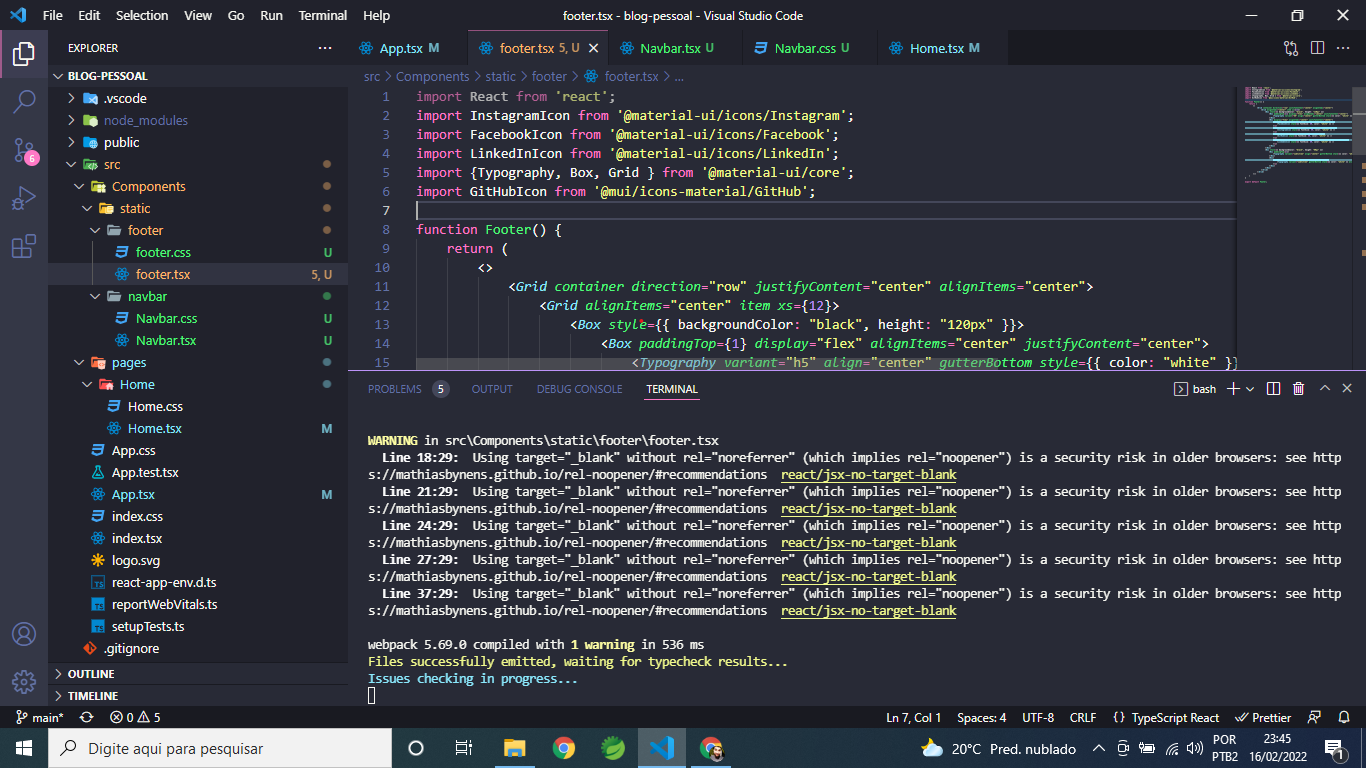 File Edit Selection View Go Run Terminal Help
footer.tsx - blog-pessoal - Visual Studio Code
EXPLORER
BLOG-PESSOAL
.vscode
node_modules
public
src
Components
static
footer
footer.css U
footer.tsx 5, U
navbar
Navbar.css U
Navbar.tsx U
pages
Home
Home.css
Home.tsx M
App.css
App.test.tsx
App.tsx M
index.css
index.tsx
logo.svg
react-app-env.d.ts
reportWebVitals.ts
setupTests.ts
.gitignore
OUTLINE
TIMELINE
6
App.tsx M footer.tsx 5, U Navbar.tsx U Navbar.css U Home.tsx M
src > Components > static > footer > footer.tsx > ...
1 import React from 'react';
2 import InstagramIcon from '@material-ui/icons/Instagram';
3 import FacebookIcon from '@material-ui/icons/Facebook';
4 import LinkedInIcon from '@material-ui/icons/LinkedIn';
5 import {Typography, Box, Grid } from '@material-ui/core';
6 import GitHubIcon from '@mui/icons-material/GitHub';
7
8 function Footer() {
9 return (
10 <>
11 <Grid container direction="row" justifyContent="center" alignItems="center">
12 <Grid alignItems="center" item xs={12}>
13 <Box style={{ backgroundColor: "black", height: "120px" }}>
14 <Box paddingTop={1} display="flex" alignItems="center" justifyContent="center">
15 <Typography variant="h5" align="center" gutterBottom style={{ color: "white" }}
PROBLEMS 5 OUTPUT DEBUG CONSOLE TERMINAL
bash
WARNING in src\Components\static\footer\footer.tsx
Line 18:29: Using target="_blank" without rel="noreferrer" (which implies rel="noopener") is a security risk in older browsers: see http
s://mathiasbynens.github.io/rel-noopener/#recommendations react/jsx-no-target-blank
Line 21:29: Using target="_blank" without rel="noreferrer" (which implies rel="noopener") is a security risk in older browsers: see http
s://mathiasbynens.github.io/rel-noopener/#recommendations react/jsx-no-target-blank
Line 24:29: Using target="_blank" without rel="noreferrer" (which implies rel="noopener") is a security risk in older browsers: see http
s://mathiasbynens.github.io/rel-noopener/#recommendations react/jsx-no-target-blank
Line 27:29: Using target="_blank" without rel="noreferrer" (which implies rel="noopener") is a security risk in older browsers: see http
s://mathiasbynens.github.io/rel-noopener/#recommendations react/jsx-no-target-blank
Line 37:29: Using target="_blank" without rel="noreferrer" (which implies rel="noopener") is a security risk in older browsers: see http
s://mathiasbynens.github.io/rel-noopener/#recommendations react/jsx-no-target-blank
webpack 5.69.0 compiled with 1 warning in 536 ms
Files successfully emitted, waiting for typecheck results...
Issues checking in progress...
main* 0 5 Ln 7, Col 1 Spaces: 4 UTF-8 CRLF {} TypeScript React Prettier
Digite aqui para pesquisar
20°C Pred. nublado
POR
PTB2
23:45
16/02/2022
1